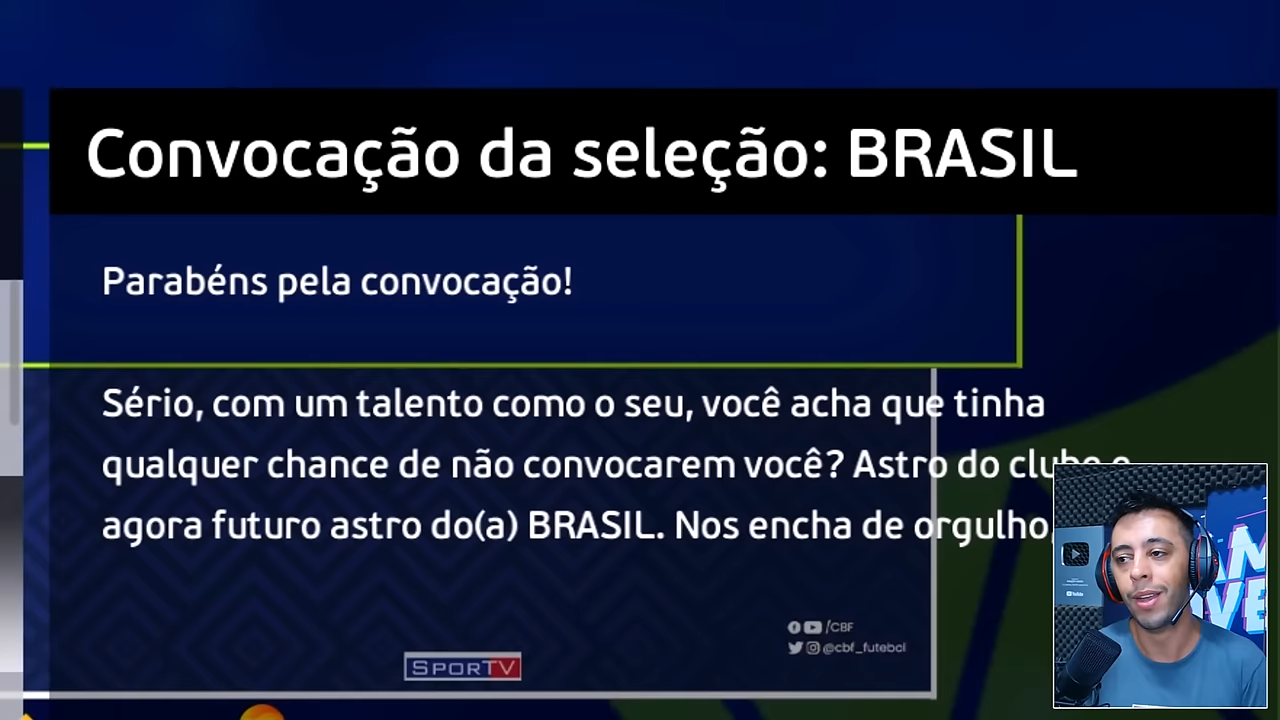 Convocação da seleção: BRASIL
Parabéns pela convocação!
Sério, com um talento como o seu, você acha que tinha
qualquer chance de não convocarem você? Astro do clube e
agora futuro astro do(a) BRASIL. Nos encha de orgulho,
/CBF
@cbf_futebol
SPORTV